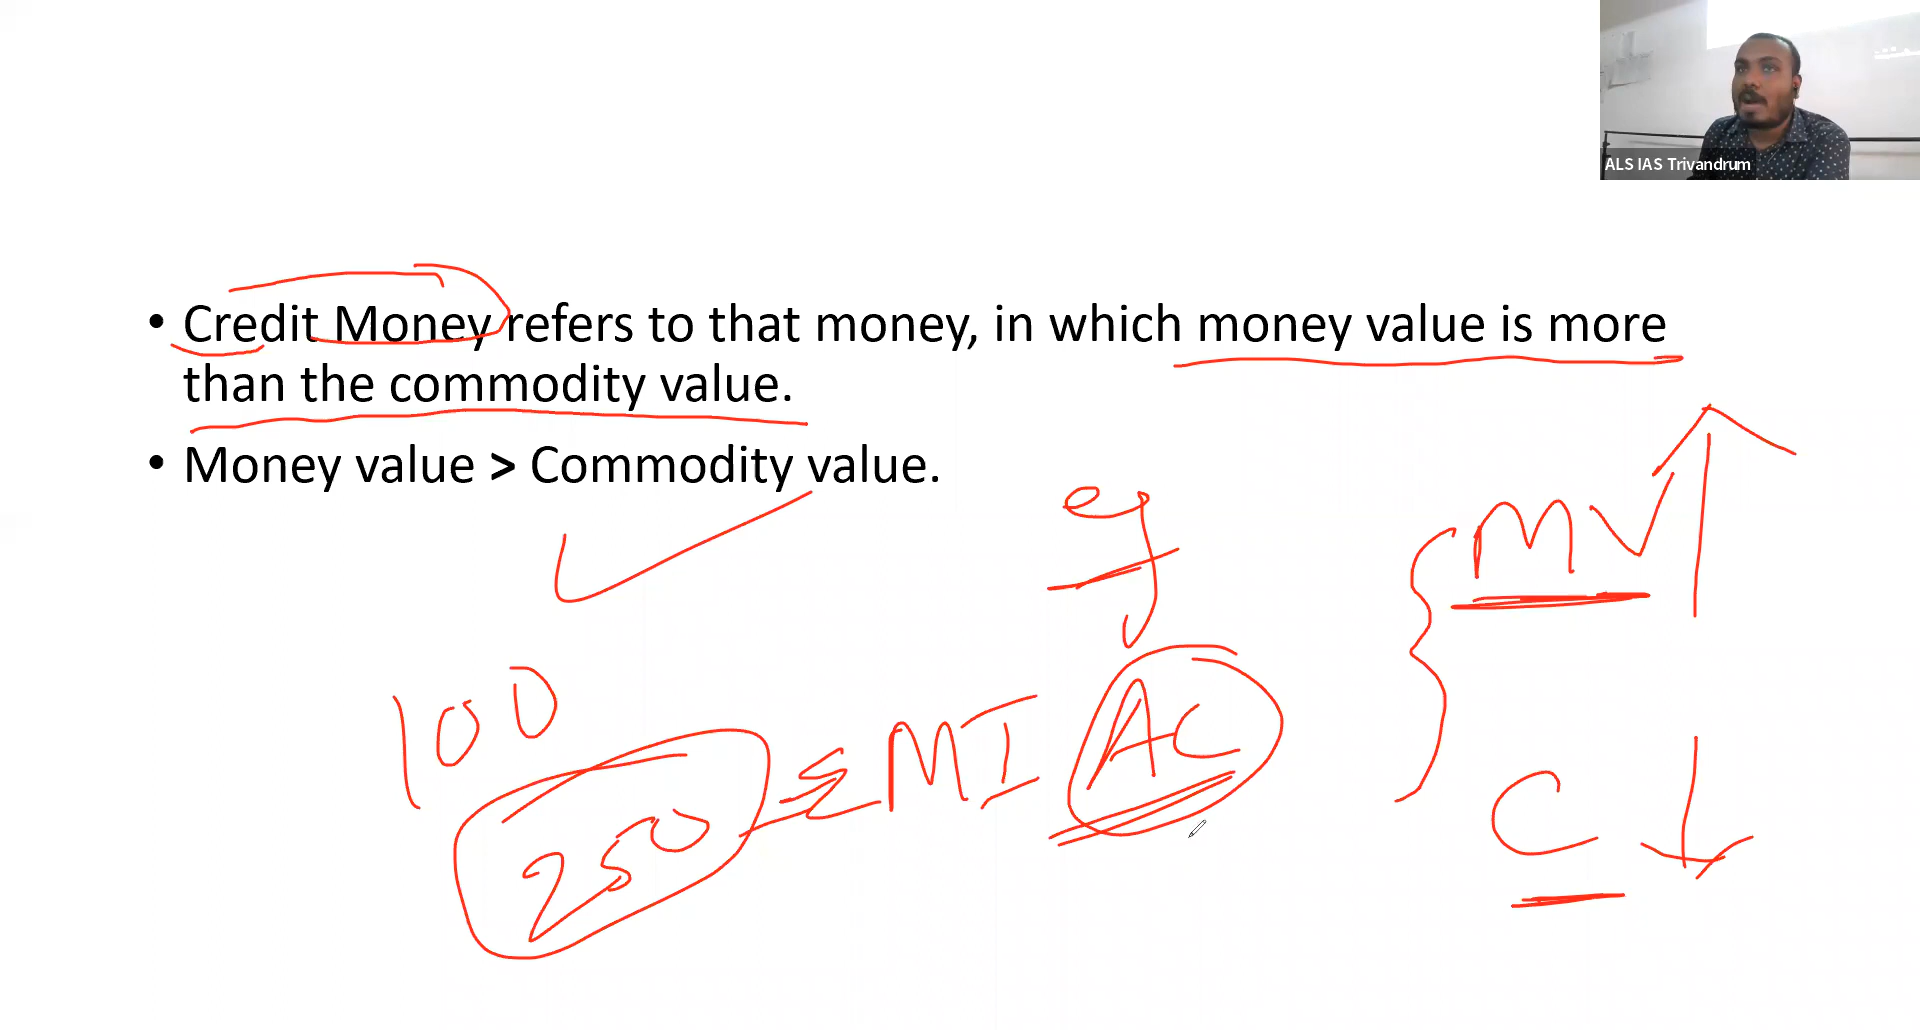 ALS IAS Trivandrum
• Credit Money refers to that money, in which money value is more
than the commodity value.
• Money value > Commodity value.
eg
MV
100
EMI AC
250
C